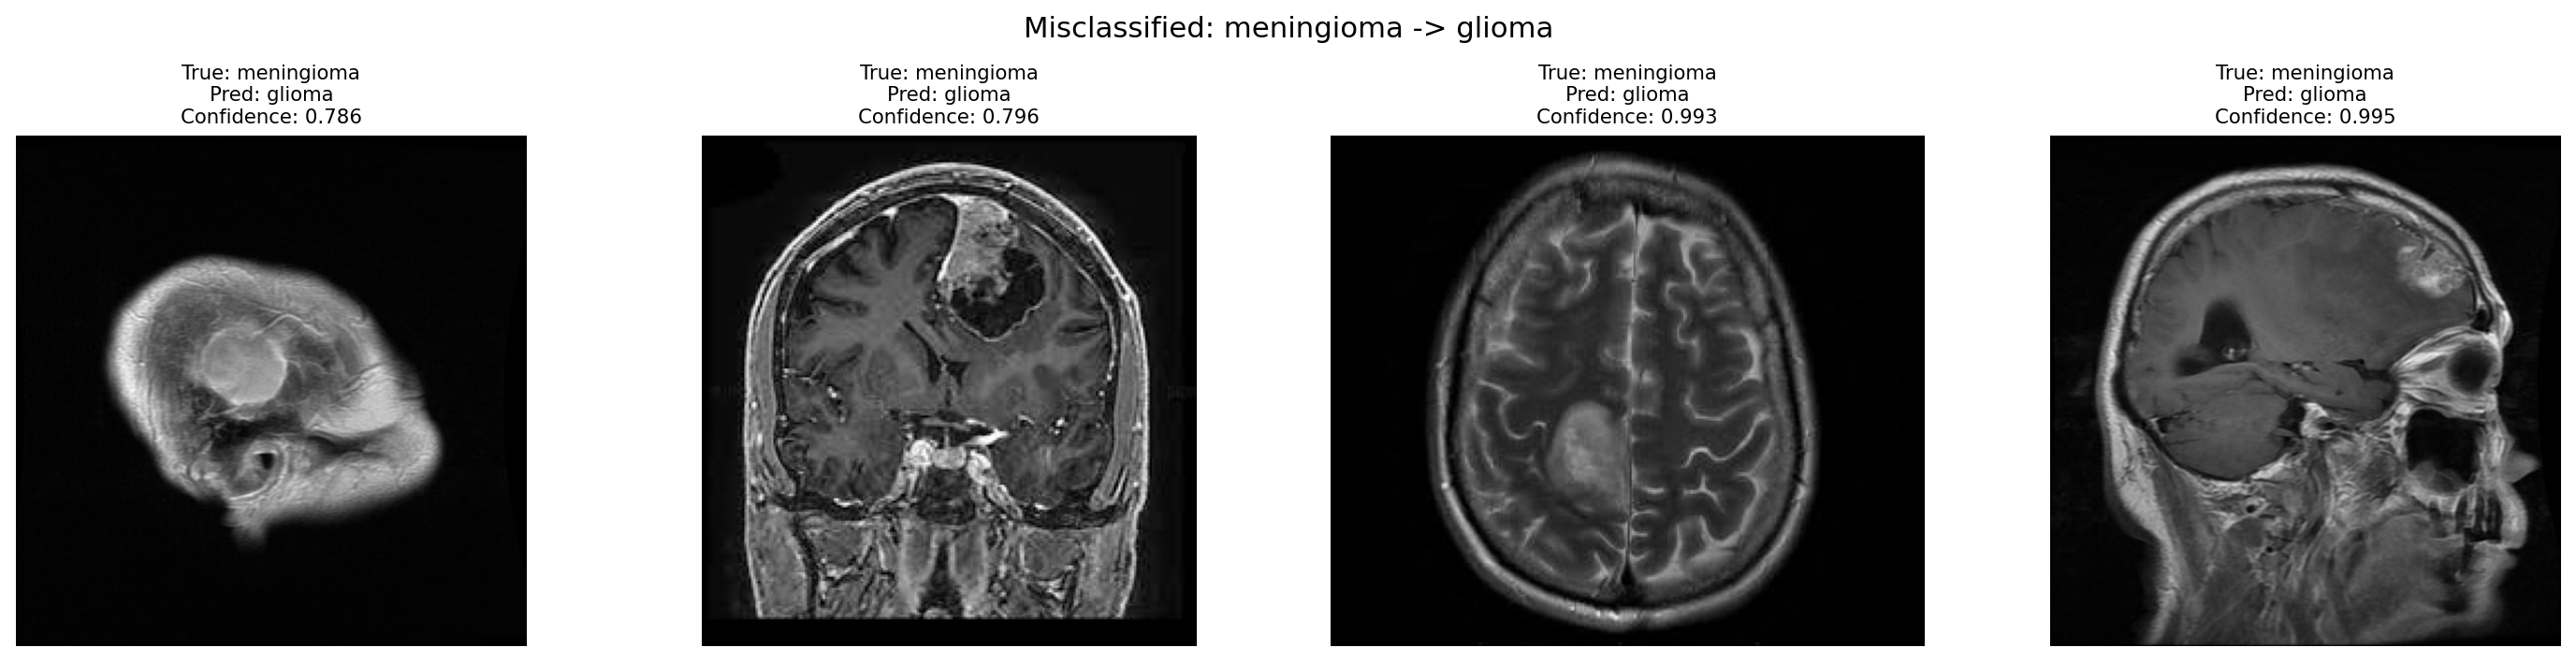 Misclassified: meningioma -> glioma
True: meningioma
Pred: glioma
Confidence: 0.786
True: meningioma
Pred: glioma
Confidence: 0.796
True: meningioma
Pred: glioma
Confidence: 0.993
True: meningioma
Pred: glioma
Confidence: 0.995